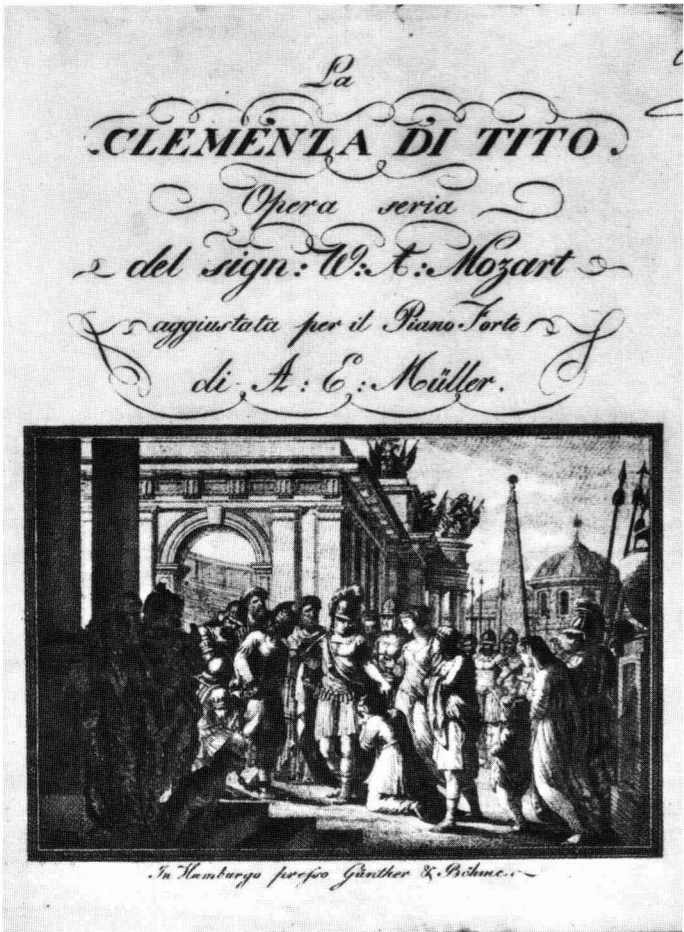 La
CLEMENZA DI TITO.
Opera seria
del sign: W: A: Mozart
aggiustata per il Piano-Forte
di A: E: Müller.
In Hamburgo preſso Günther & Böhme.